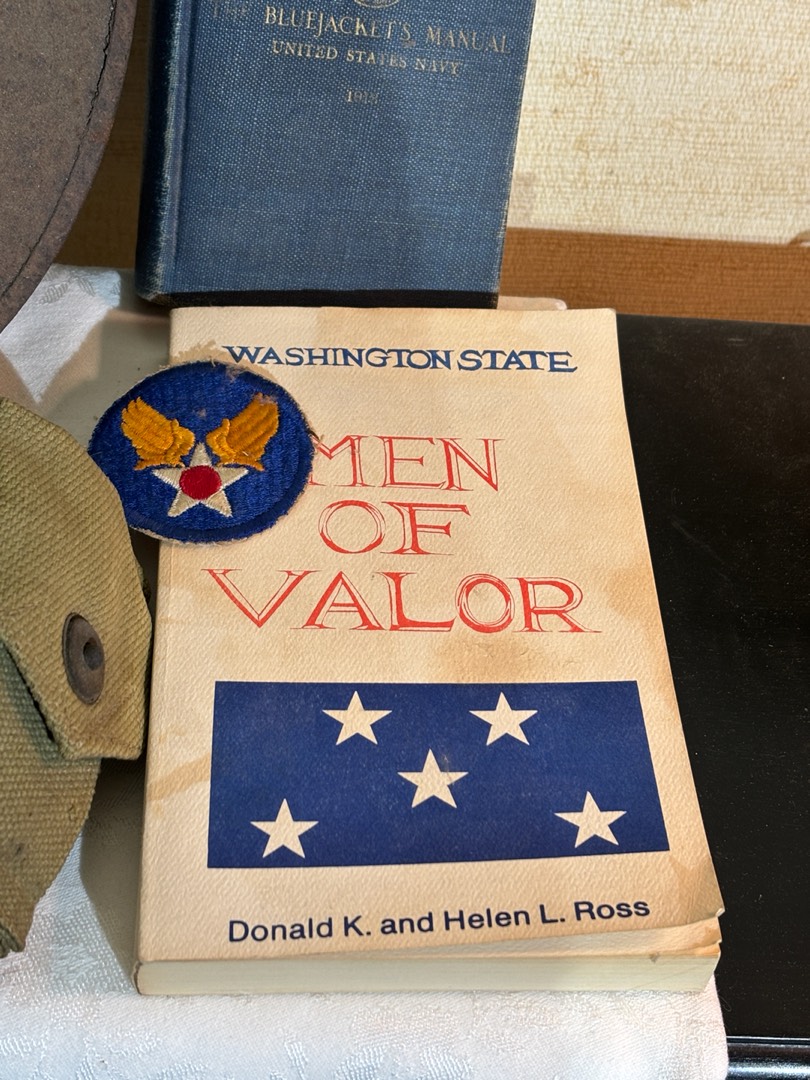 THE BLUEJACKET'S MANUAL
UNITED STATES NAVY
WASHINGTON STATE
MEN
OF
VALOR
Donald K. and Helen L. Ross